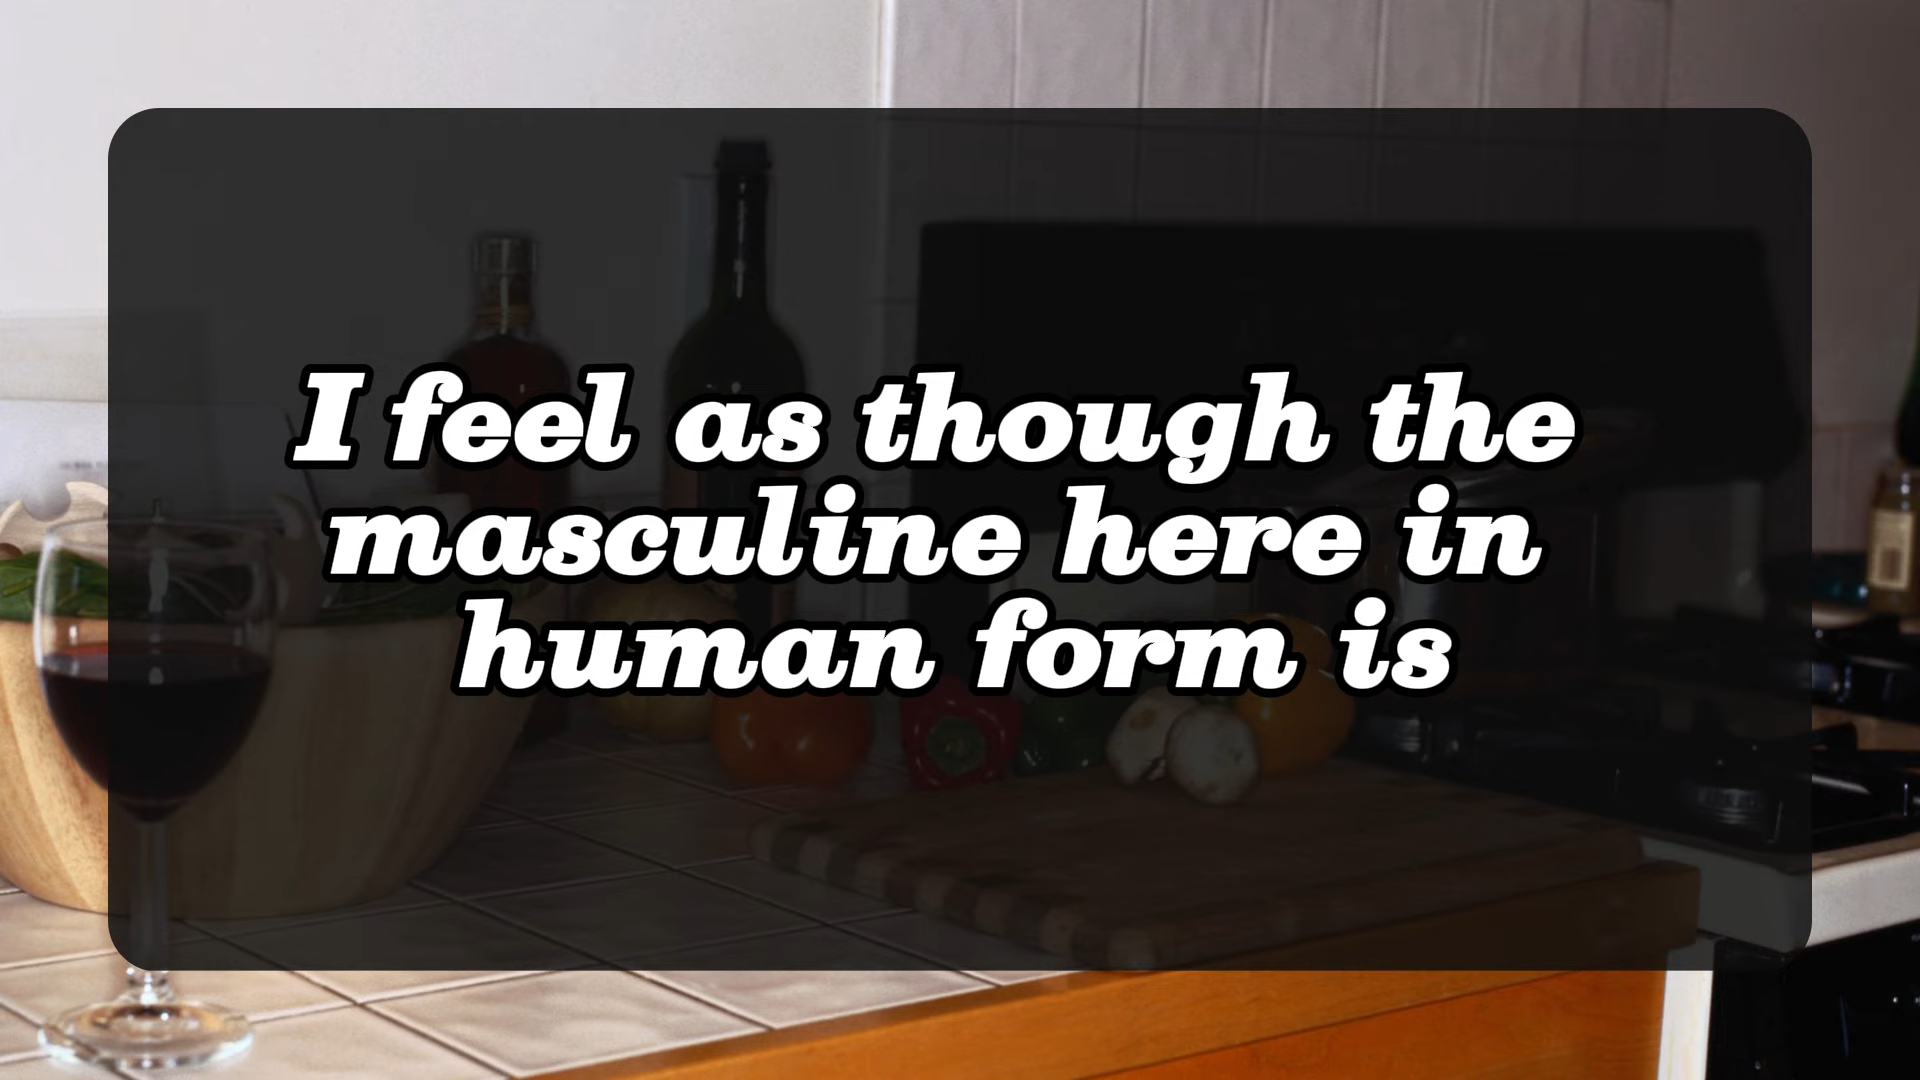 I feel as though the
masculine here in
human form is